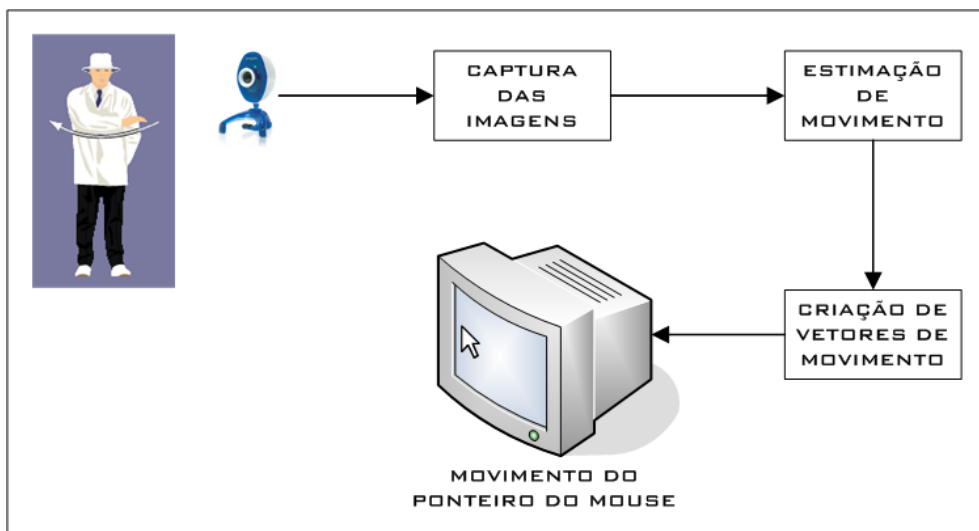 CAPTURA
DAS
IMAGENS
ESTIMAÇÃO
DE
MOVIMENTO
CRIAÇÃO DE
VETORES DE
MOVIMENTO
MOVIMENTO DO
PONTEIRO DO MOUSE